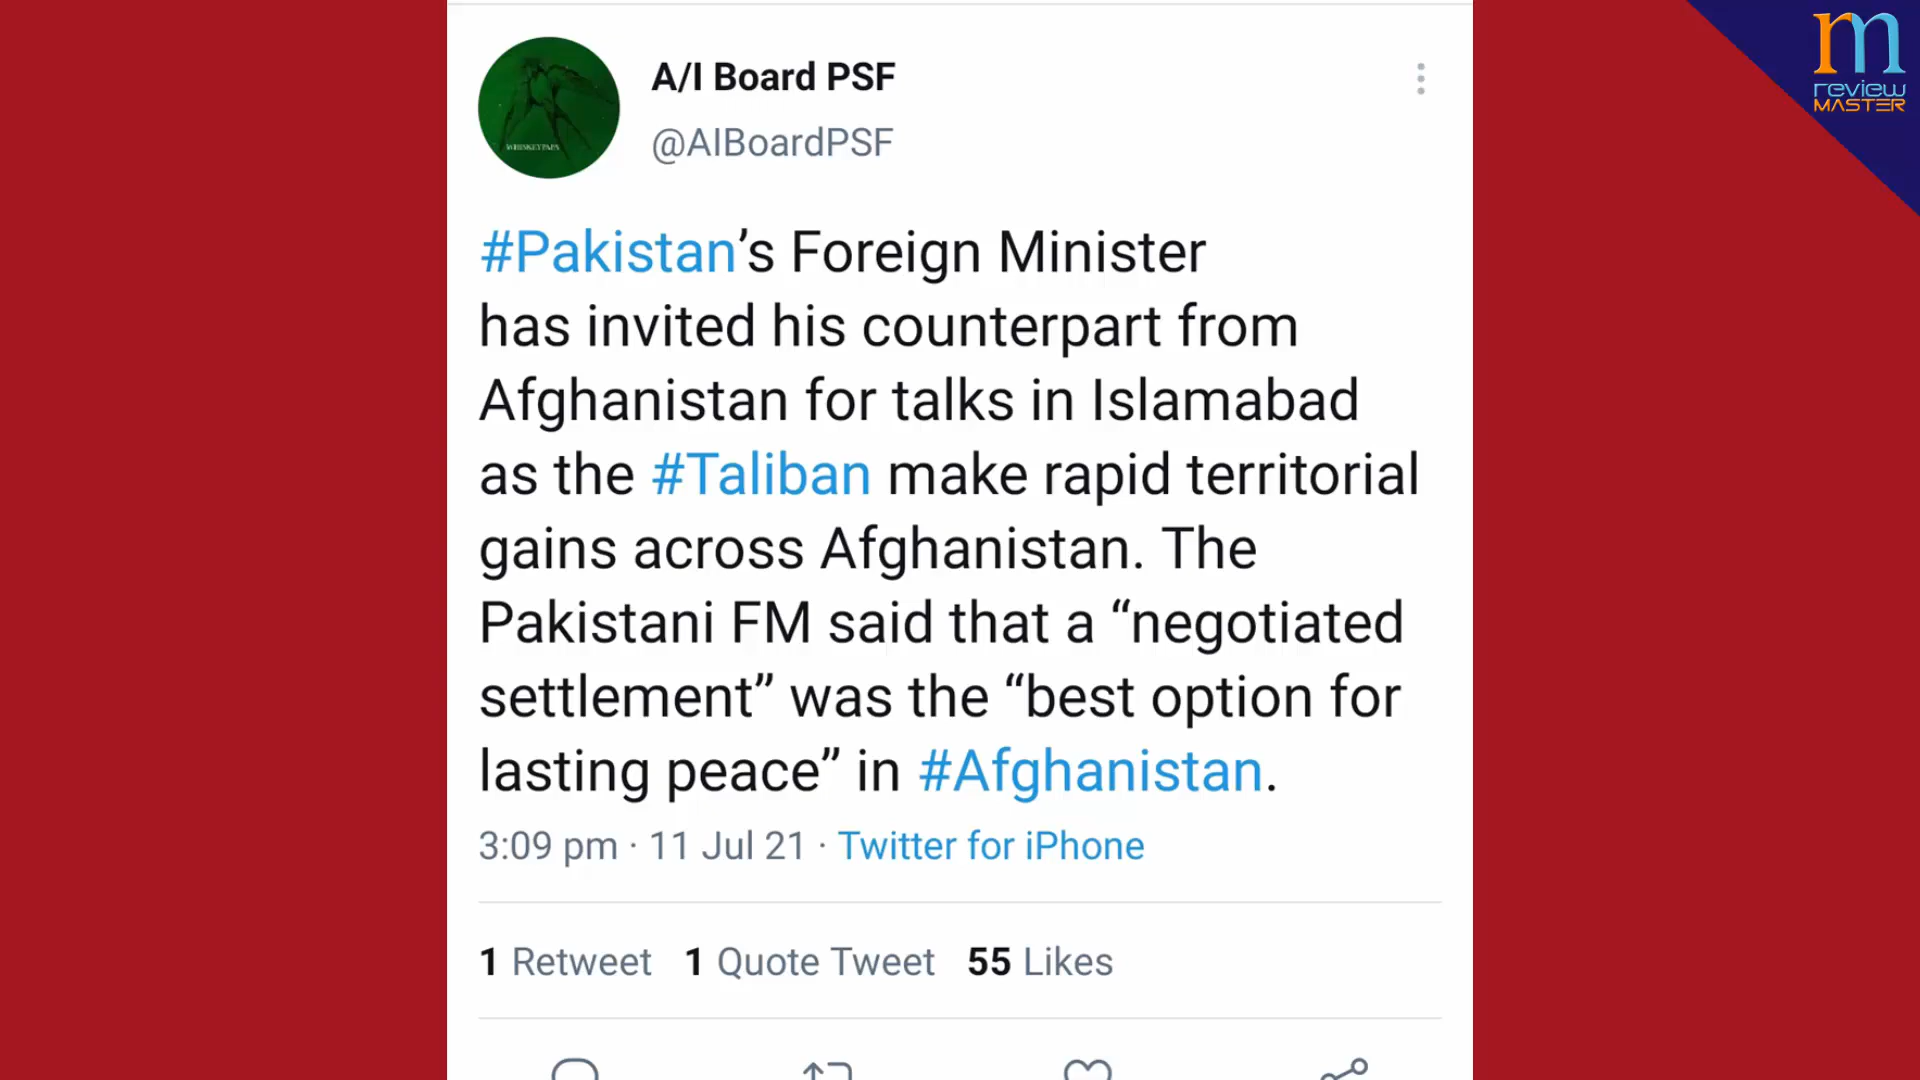 A/I Board PSF
@AIBoardPSF
WHISKEYPAPA
#Pakistan’s Foreign Minister
has invited his counterpart from
Afghanistan for talks in Islamabad
as the #Taliban make rapid territorial
gains across Afghanistan. The
Pakistani FM said that a “negotiated
settlement” was the “best option for
lasting peace” in #Afghanistan.
3:09 pm · 11 Jul 21 · Twitter for iPhone
1 Retweet 1 Quote Tweet 55 Likes
rm
review
MASTER